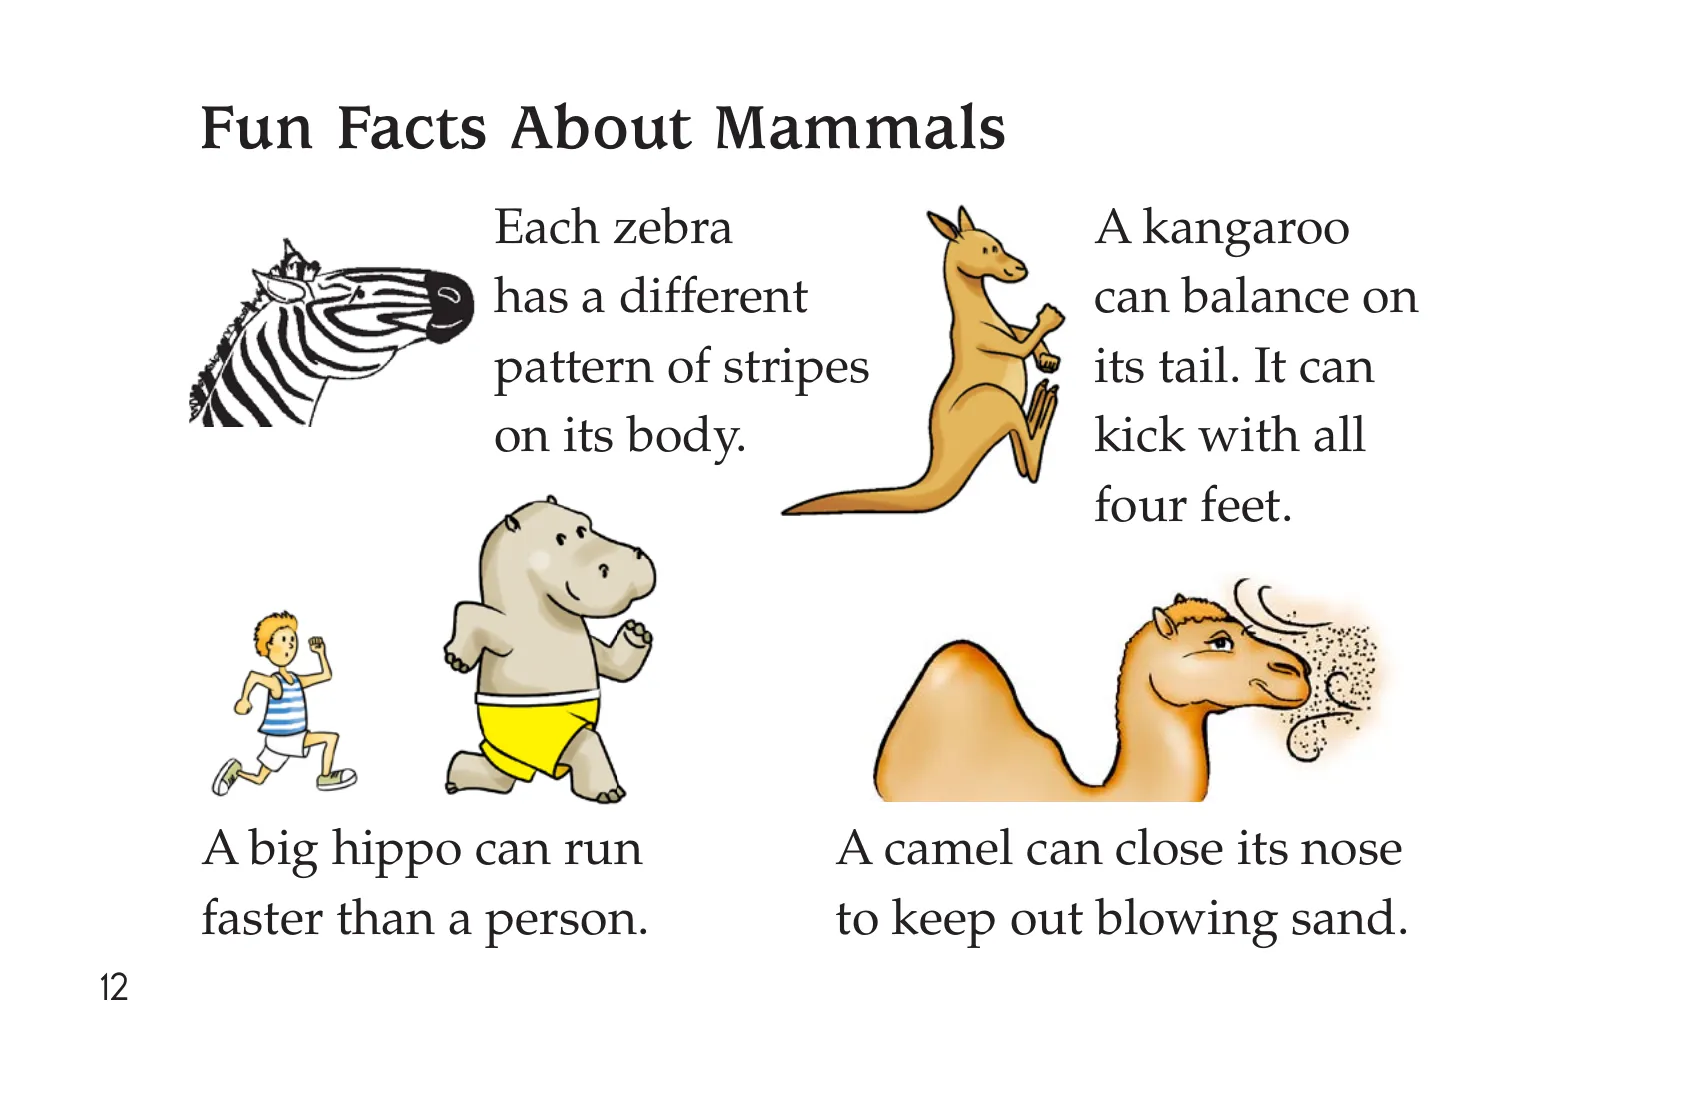 Fun Facts About Mammals
Each zebra
has a different
pattern of stripes
on its body.
A kangaroo
can balance on
its tail. It can
kick with all
four feet.
A big hippo can run
faster than a person.
A camel can close its nose
to keep out blowing sand.
12